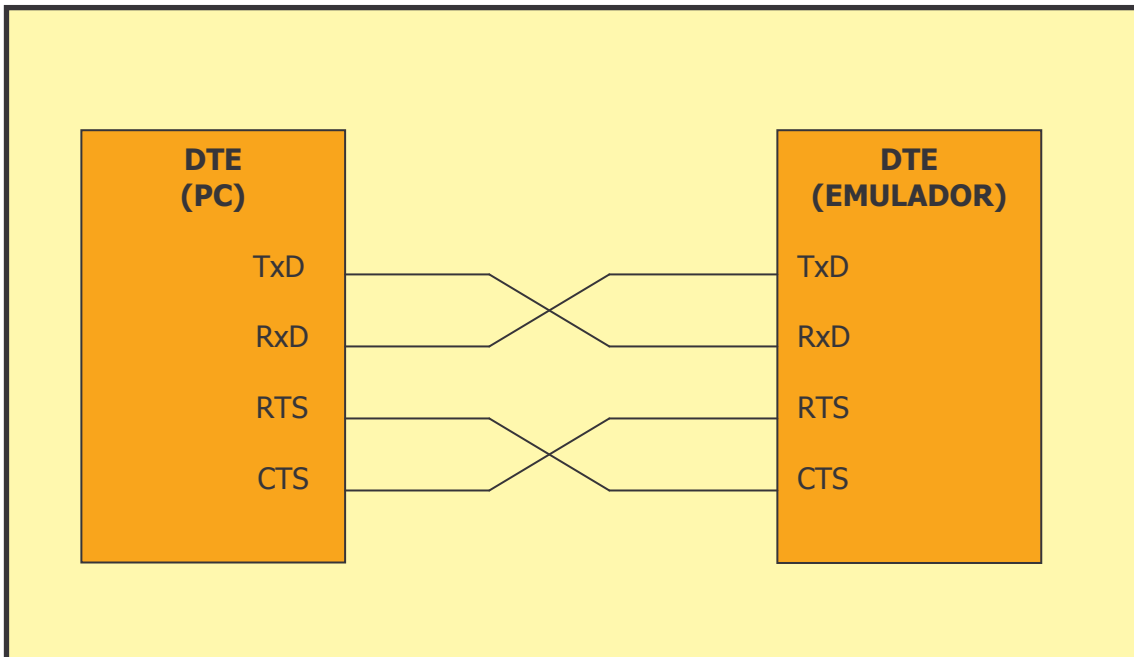 DTE
(PC)
TxD
RxD
RTS
CTS
DTE
(EMULADOR)
TxD
RxD
RTS
CTS